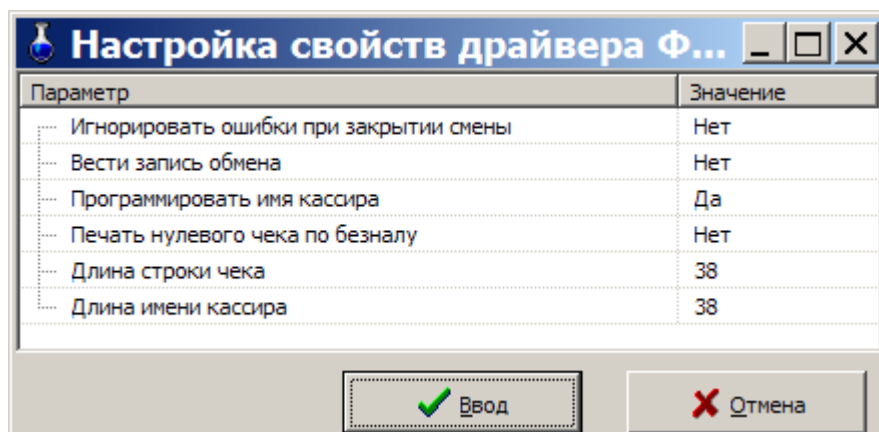 Настройка свойств драйвера Ф...
Параметр Значение
Игнорировать ошибки при закрытии смены Нет
Вести запись обмена Нет
Программировать имя кассира Да
Печать нулевого чека по безналу Нет
Длина строки чека 38
Длина имени кассира 38
Ввод Отмена